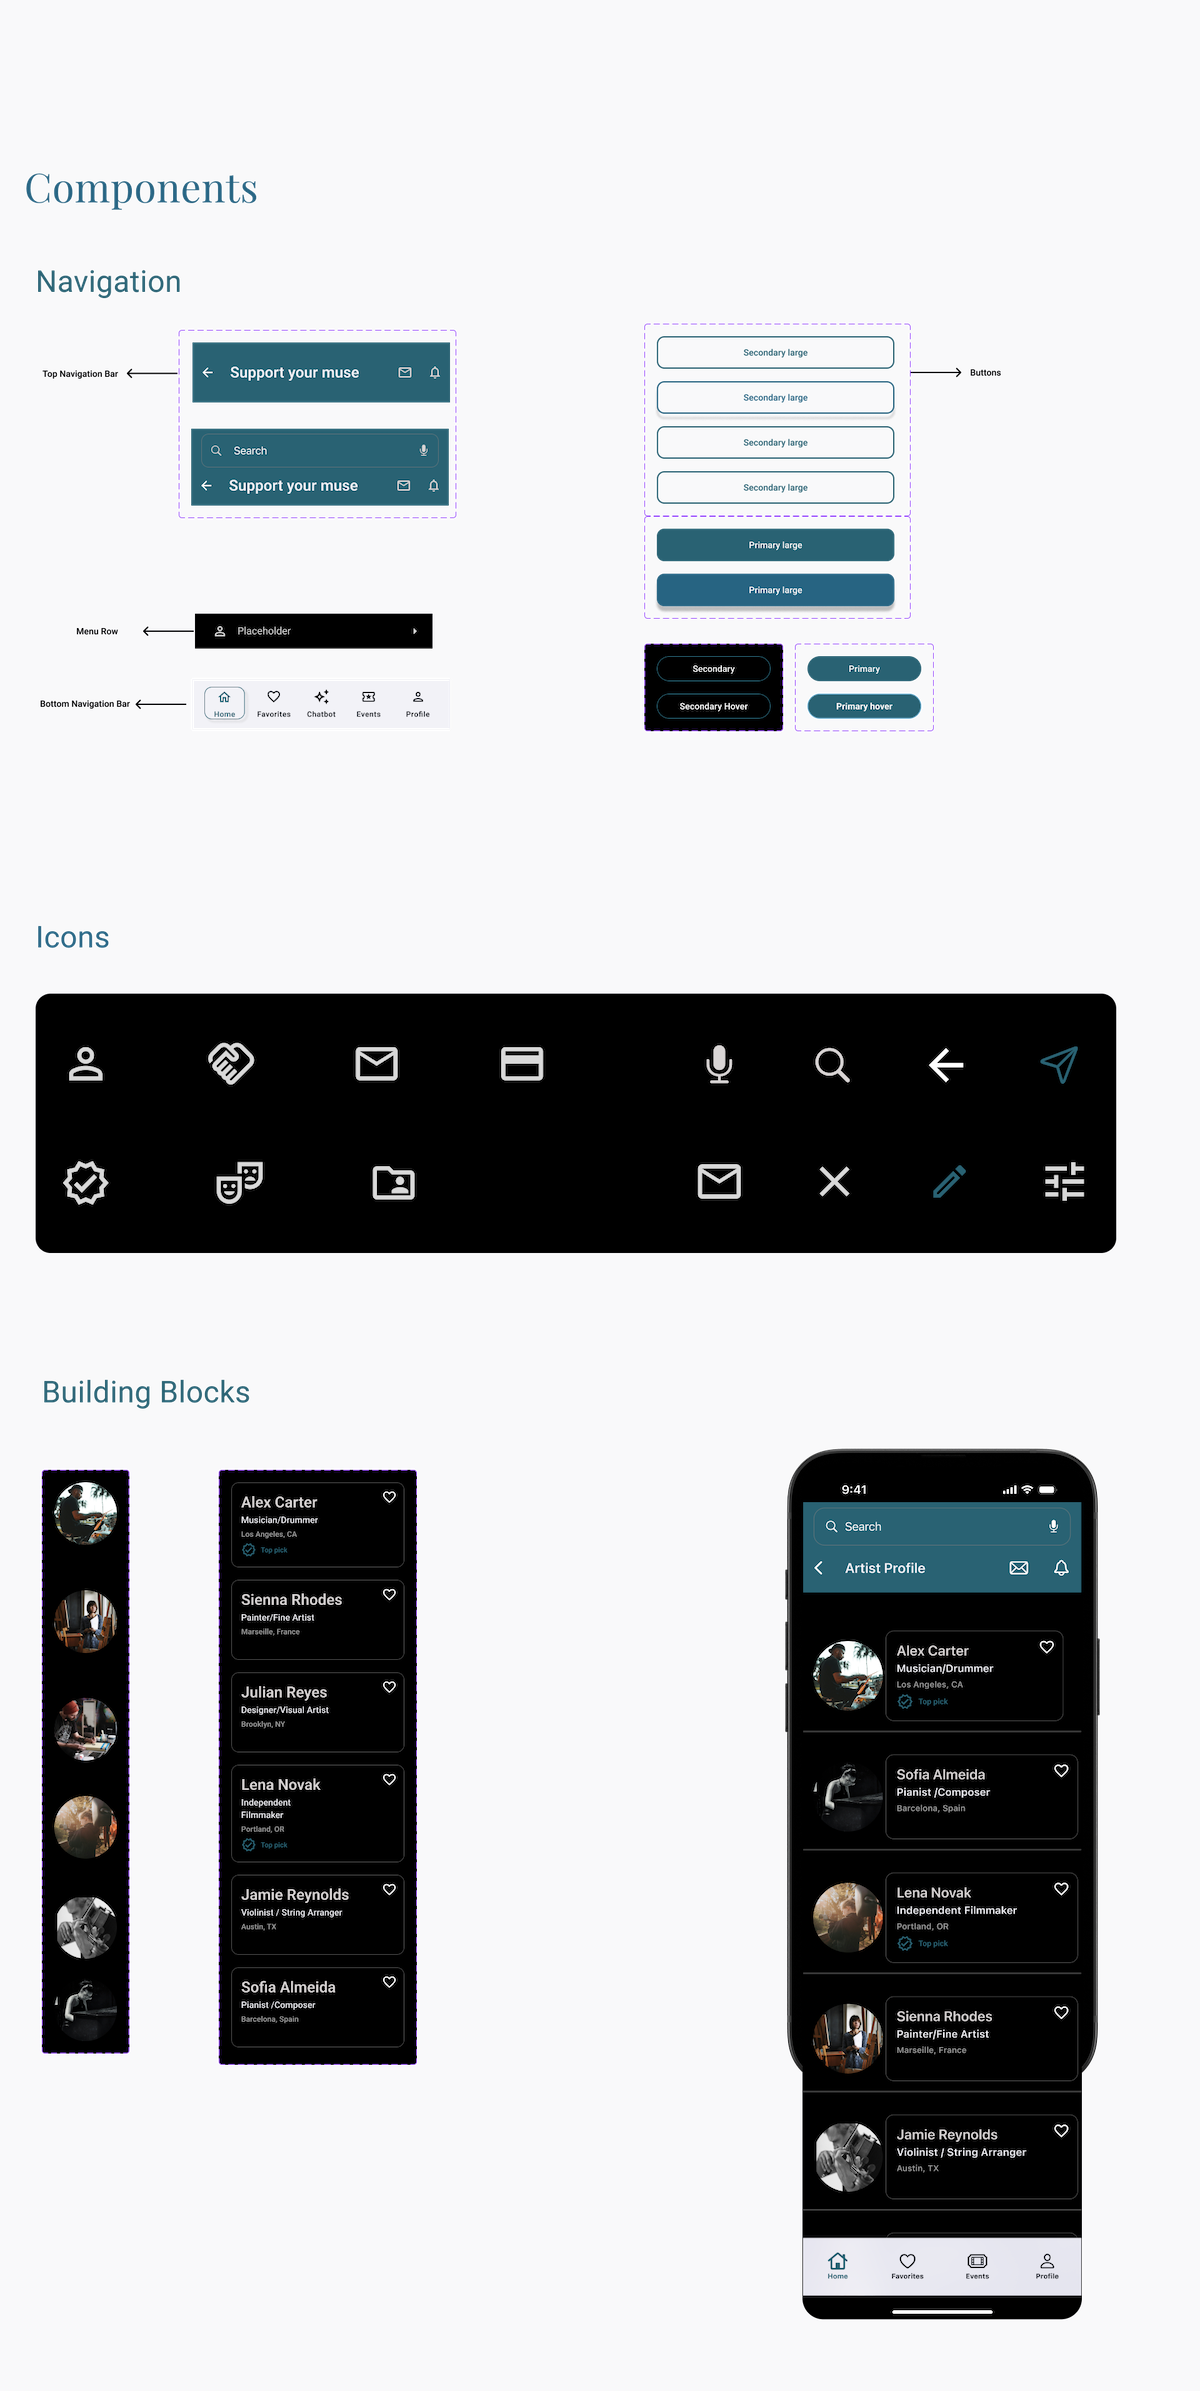 Components
Navigation
Top Navigation Bar
Support your muse
Search
Support your muse
Menu Row
Placeholder
Bottom Navigation Bar
Home
Favorites
Chatbot
Events
Profile
Secondary large
Secondary large
Secondary large
Secondary large
Buttons
Primary large
Primary large
Secondary
Secondary Hover
Primary
Primary hover
Icons
Building Blocks
Alex Carter
Musician/Drummer
Los Angeles, CA
Top pick
Sienna Rhodes
Painter/Fine Artist
Marseille, France
Julian Reyes
Designer/Visual Artist
Brooklyn, NY
Lena Novak
Independent
Filmmaker
Portland, OR
Top pick
Jamie Reynolds
Violinist / String Arranger
Austin, TX
Sofia Almeida
Pianist /Composer
Barcelona, Spain
9:41
Search
Artist Profile
Alex Carter
Musician/Drummer
Los Angeles, CA
Top pick
Sofia Almeida
Pianist /Composer
Barcelona, Spain
Lena Novak
Independent Filmmaker
Portland, OR
Top pick
Sienna Rhodes
Painter/Fine Artist
Marseille, France
Jamie Reynolds
Violinist / String Arranger
Austin, TX
Home
Favorites
Events
Profile